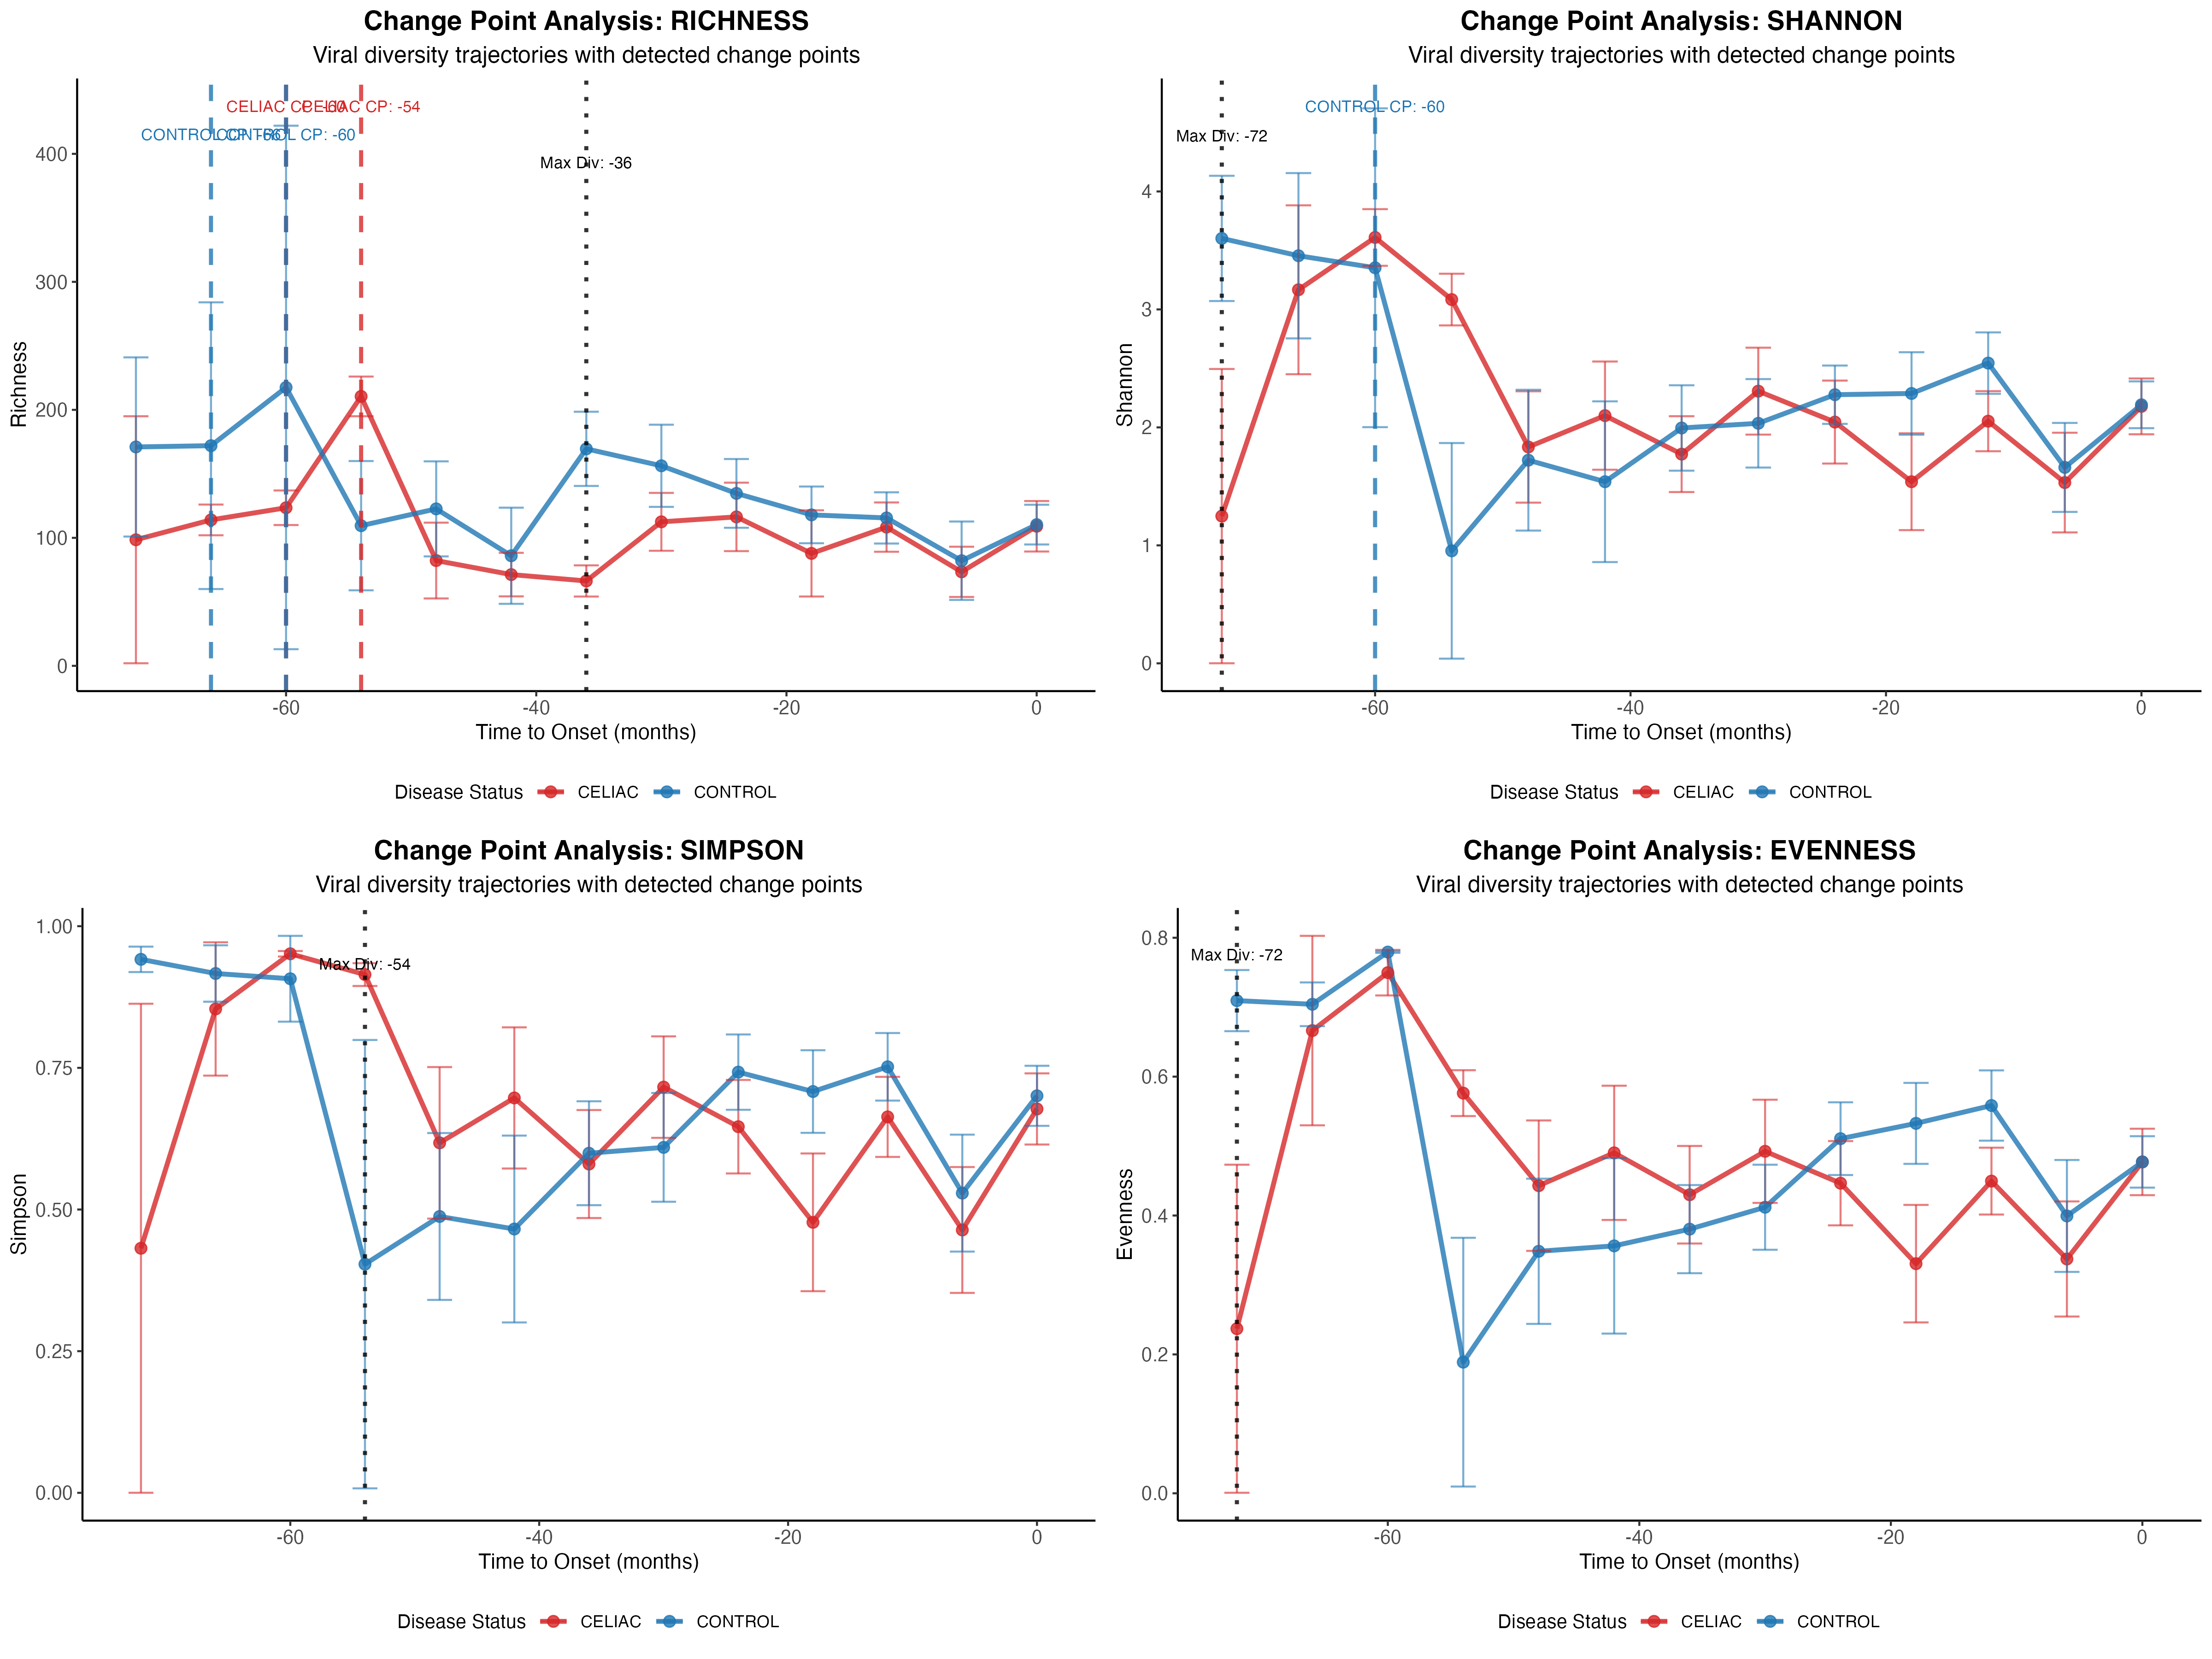 Change Point Analysis: RICHNESS
Viral diversity trajectories with detected change points
CELIAC CP: -60
CELIAC CP: -54
CONTROL CP: -66
CONTROL CP: -60
Max Div: -36
400
300
200
100
0
Richness
-60
-40
-20
0
Time to Onset (months)
Disease Status
CELIAC
CONTROL
Change Point Analysis: SHANNON
Viral diversity trajectories with detected change points
CONTROL CP: -60
Max Div: -72
4
3
2
1
0
Shannon
-60
-40
-20
0
Time to Onset (months)
Disease Status
CELIAC
CONTROL
Change Point Analysis: SIMPSON
Viral diversity trajectories with detected change points
Max Div: -54
1.00
0.75
0.50
0.25
0.00
Simpson
-60
-40
-20
0
Time to Onset (months)
Disease Status
CELIAC
CONTROL
Change Point Analysis: EVENNESS
Viral diversity trajectories with detected change points
Max Div: -72
0.8
0.6
0.4
0.2
0.0
Evenness
-60
-40
-20
0
Time to Onset (months)
Disease Status
CELIAC
CONTROL